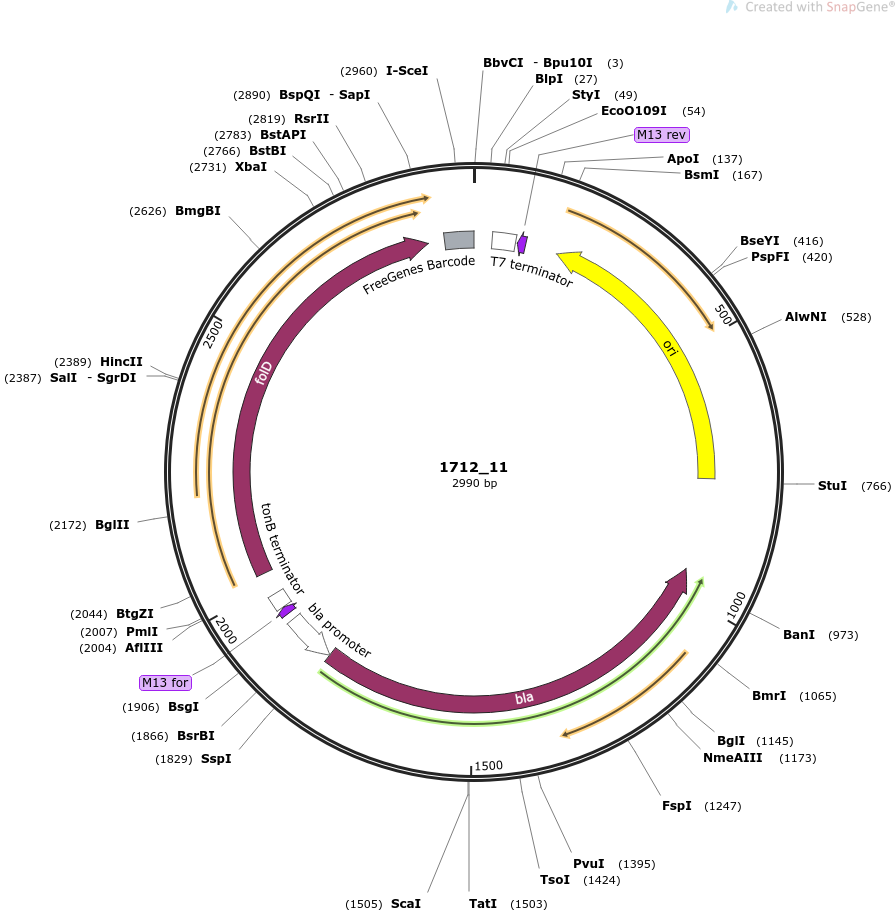 Created with SnapGene®
BbvCI - Bpu10I (3)
BlpI (27)
StyI (49)
EcoO109I (54)
M13 rev
ApoI (137)
BsmI (167)
BseYI (416)
PspFI (420)
500
AlwNI (528)
StuI (766)
1000
BanI (973)
BmrI (1065)
BglI (1145)
NmeAIII (1173)
FspI (1247)
PvuI (1395)
TsoI (1424)
TatI (1503)
1500
(1505) ScaI
(1829) SspI
(1866) BsrBI
(1906) BsgI
M13 for
2000
(2004) AflIII
(2007) PmlI
(2044) BtgZI
(2172) BglII
(2387) SalI - SgrDI
(2389) HincII
2500
(2626) BmgBI
(2731) XbaI
(2766) BstBI
(2783) BstAPI
(2819) RsrII
(2890) BspQI - SapI
(2960) I-SceI
FreeGenes Barcode
T7 terminator
ori
folD
tonB terminator
bla promoter
bla
1712_11
2990 bp